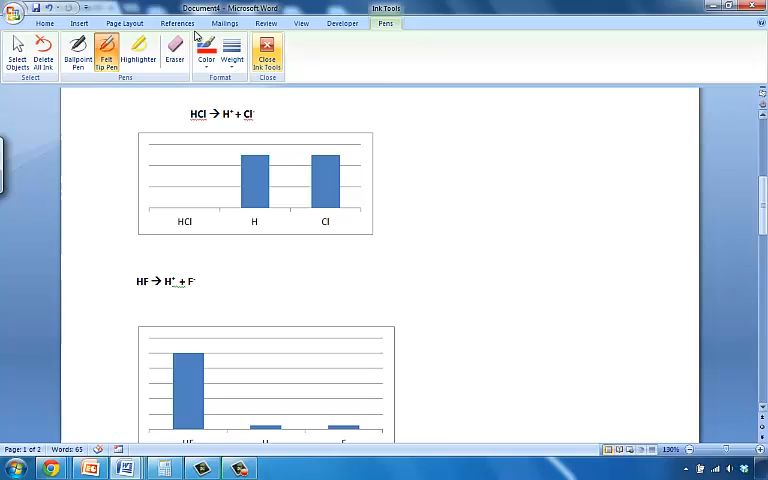 Document4 - Microsoft Word
Ink Tools
Home Insert Page Layout References Mailings Review View Developer Pens
Select Objects
Delete All Ink
Ballpoint Pen
Felt Tip Pen
Highlighter
Eraser
Color
Weight
Close Ink Tools
Select Pens Format Close
HCl → H⁺ + Cl⁻
HCl H Cl
HF → H⁺ + F⁻
Page: 1 of 2 Words: 65 130%